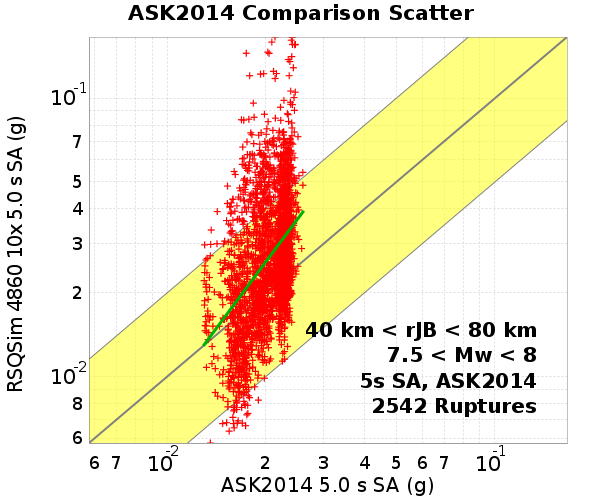 ASK2014 Comparison Scatter
RSQSim 4860 10x 5.0 s SA (g)
10-1
7
5
4
3
2
10-2
8
6
40 km < rJB < 80 km
7.5 < Mw < 8
5s SA, ASK2014
2542 Ruptures
6 7 10-2 2 3 4 5 6 7 10-1
ASK2014 5.0 s SA (g)